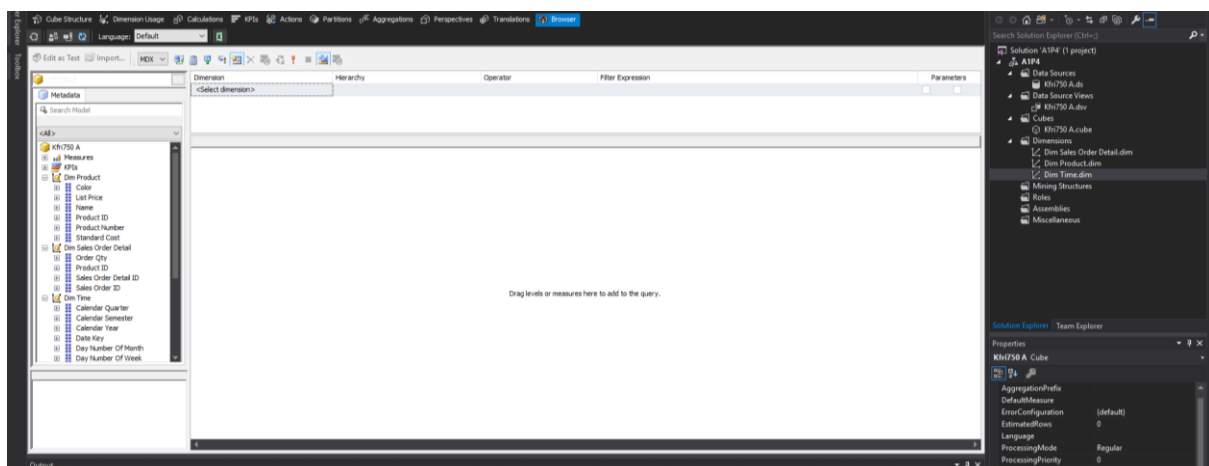 Cube Structure Dimension Usage Calculations KPIs Actions Partitions Aggregations Perspectives Translations Browser
Language: Default
Edit as Text Import... MDX
Metadata
Search Model
<All>
Kfri750 A
Measures
KPIs
Dim Product
Color
List Price
Name
Product ID
Product Number
Standard Cost
Dim Sales Order Detail
Order Qty
Product ID
Sales Order Detail ID
Sales Order ID
Dim Time
Calendar Quarter
Calendar Semester
Calendar Year
Date Key
Day Number Of Month
Day Number Of Week
Dimension Hierarchy Operator Filter Expression Parameters
<Select dimension>
Drag levels or measures here to add to the query.
Output
Toolbox
Search Solution Explorer (Ctrl+;)
Solution 'A1P4' (1 project)
A1P4
Data Sources
Kfri750 A.ds
Data Source Views
Kfri750 A.dsv
Cubes
Kfri750 A.cube
Dimensions
Dim Sales Order Detail.dim
Dim Product.dim
Dim Time.dim
Mining Structures
Roles
Assemblies
Miscellaneous
Solution Explorer Team Explorer
Properties
Kfri750 A Cube
AggregationPrefix
DefaultMeasure
ErrorConfiguration (default)
EstimatedRows 0
Language
ProcessingMode Regular
ProcessingPriority 0